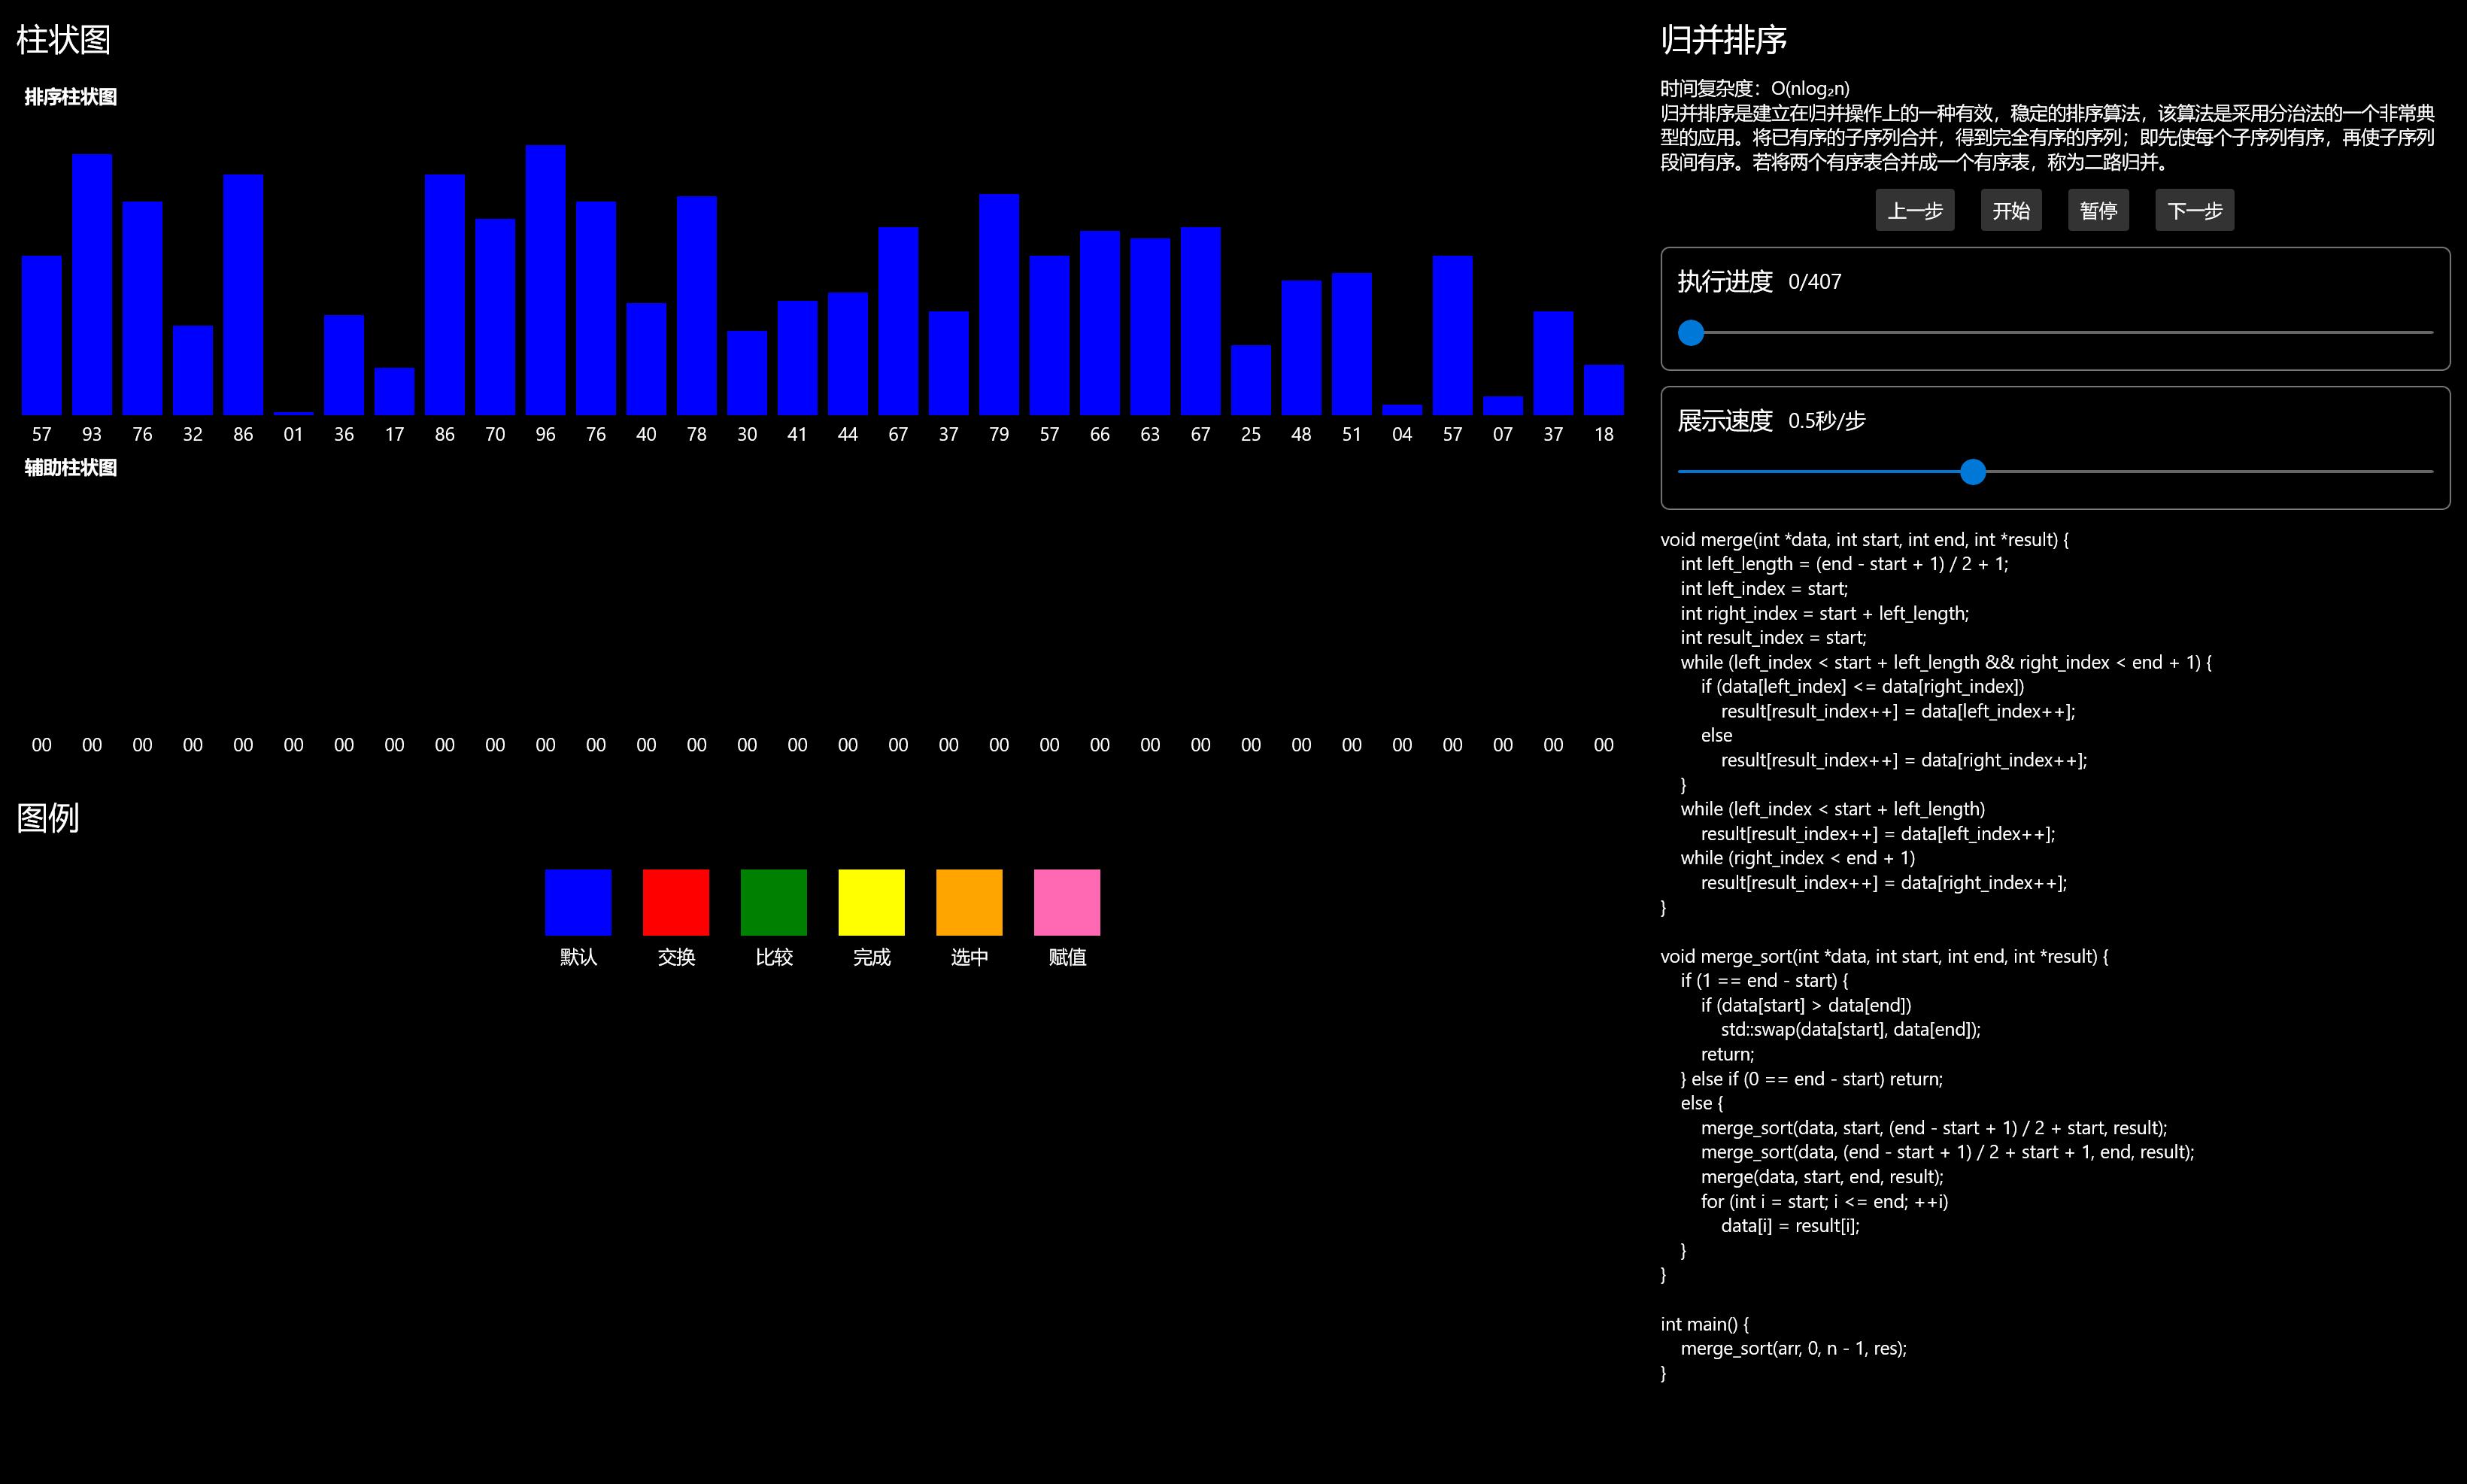 柱状图
排序柱状图
57 93 76 32 86 01 36 17 86 70 96 76 40 78 30 41 44 67 37 79 57 66 63 67 25 48 51 04 57 07 37 18
辅助柱状图
00 00 00 00 00 00 00 00 00 00 00 00 00 00 00 00 00 00 00 00 00 00 00 00 00 00 00 00 00 00 00 00
图例
默认 交换 比较 完成 选中 赋值
归并排序
时间复杂度：O(nlog₂n)
归并排序是建立在归并操作上的一种有效，稳定的排序算法，该算法是采用分治法的一个非常典
型的应用。将已有序的子序列合并，得到完全有序的序列；即先使每个子序列有序，再使子序列
段间有序。若将两个有序表合并成一个有序表，称为二路归并。
上一步 开始 暂停 下一步
执行进度 0/407
展示速度 0.5秒/步
void merge(int *data, int start, int end, int *result) {
    int left_length = (end - start + 1) / 2 + 1;
    int left_index = start;
    int right_index = start + left_length;
    int result_index = start;
    while (left_index < start + left_length && right_index < end + 1) {
        if (data[left_index] <= data[right_index])
            result[result_index++] = data[left_index++];
        else
            result[result_index++] = data[right_index++];
    }
    while (left_index < start + left_length)
        result[result_index++] = data[left_index++];
    while (right_index < end + 1)
        result[result_index++] = data[right_index++];
}
void merge_sort(int *data, int start, int end, int *result) {
    if (1 == end - start) {
        if (data[start] > data[end])
            std::swap(data[start], data[end]);
        return;
    } else if (0 == end - start) return;
    else {
        merge_sort(data, start, (end - start + 1) / 2 + start, result);
        merge_sort(data, (end - start + 1) / 2 + start + 1, end, result);
        merge(data, start, end, result);
        for (int i = start; i <= end; ++i)
            data[i] = result[i];
    }
}
int main() {
    merge_sort(arr, 0, n - 1, res);
}